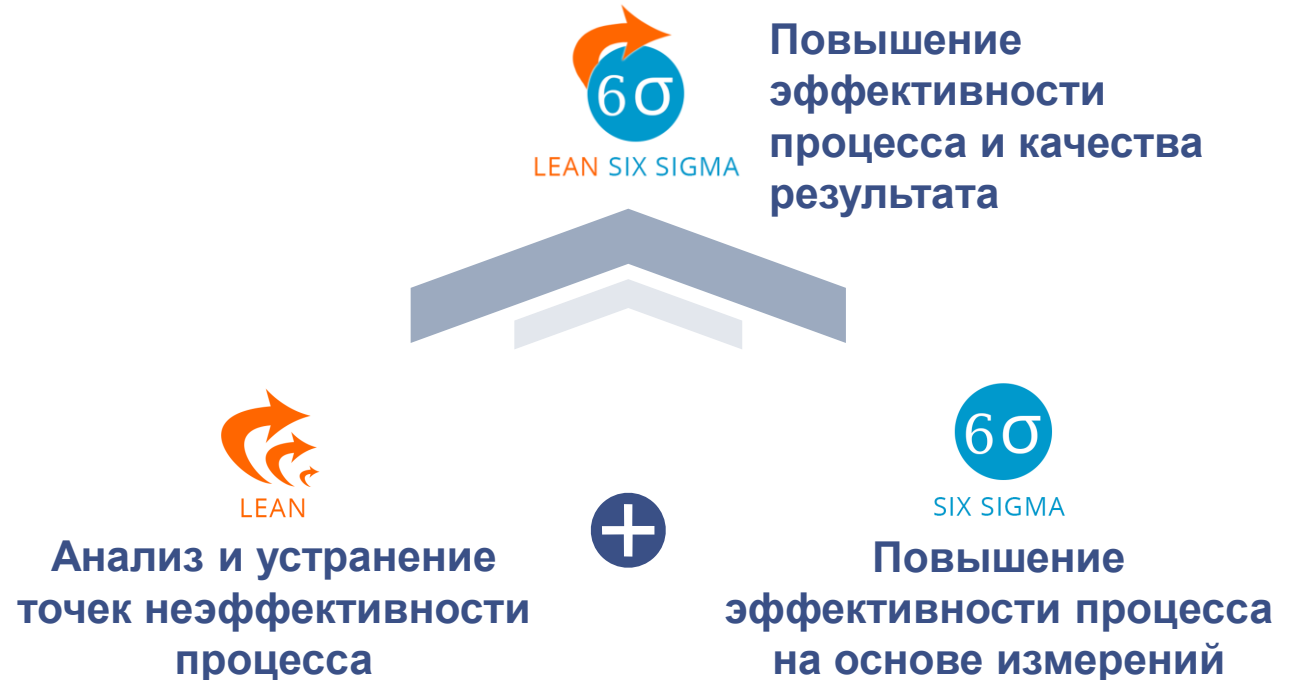 6σ
LEAN SIX SIGMA
Повышение
эффективности
процесса и качества
результата
LEAN
Анализ и устранение
точек неэффективности
процесса
6σ
SIX SIGMA
Повышение
эффективности процесса
на основе измерений